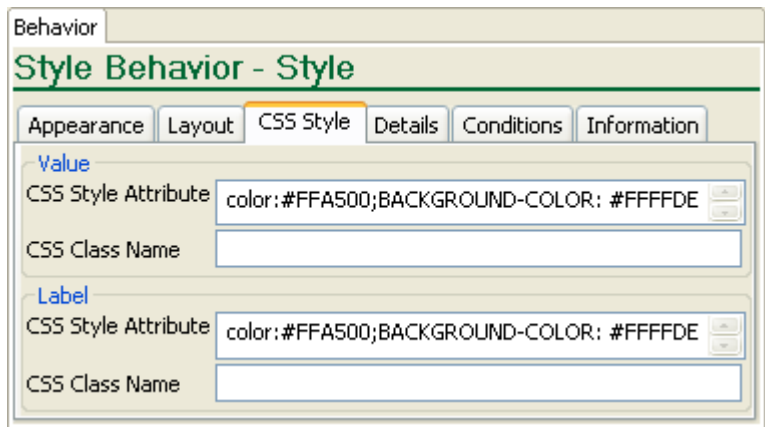 Behavior
Style Behavior - Style
Appearance Layout CSS Style Details Conditions Information
Value
CSS Style Attribute color:#FFA500;BACKGROUND-COLOR: #FFFFDE
CSS Class Name
Label
CSS Style Attribute color:#FFA500;BACKGROUND-COLOR: #FFFFDE
CSS Class Name